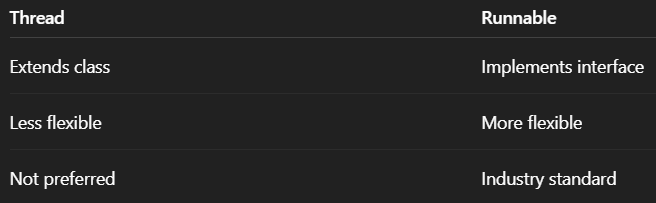 Thread Runnable
Extends class Implements interface
Less flexible More flexible
Not preferred Industry standard